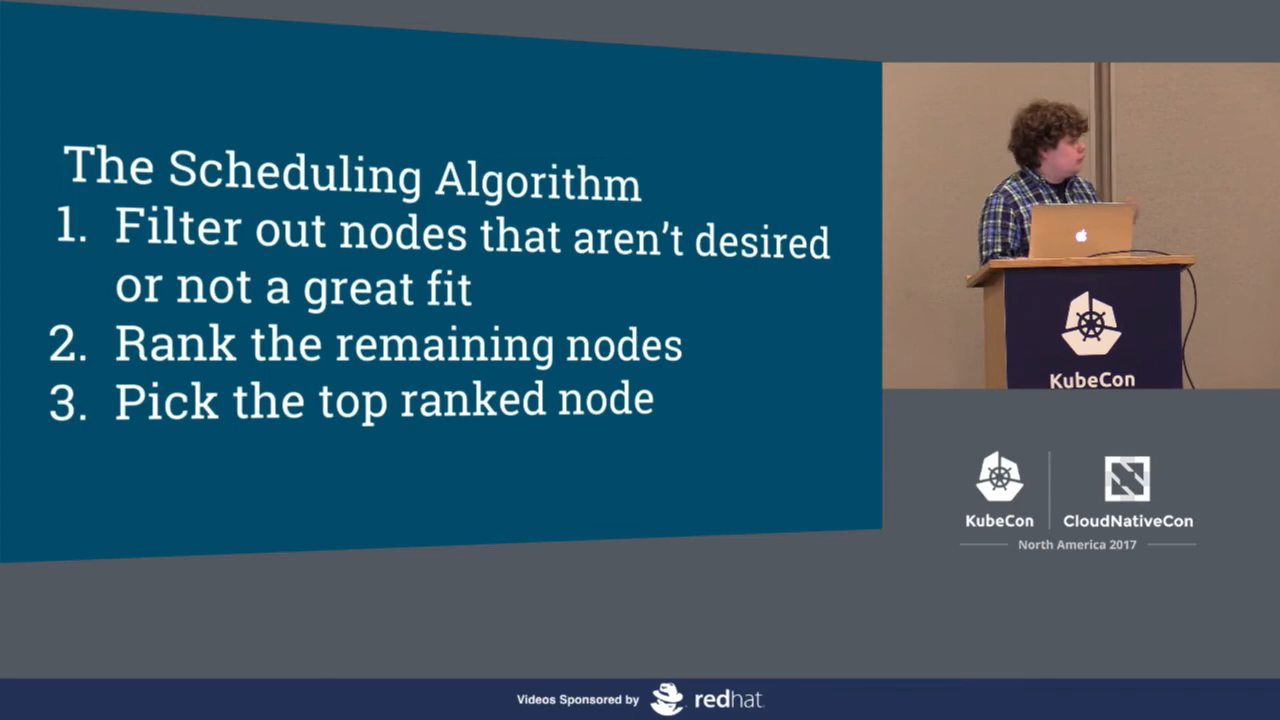 The Scheduling Algorithm
1. Filter out nodes that aren't desired
or not a great fit
2. Rank the remaining nodes
3. Pick the top ranked node
KubeCon
KubeCon
CloudNativeCon
North America 2017
Videos Sponsored by
redhat